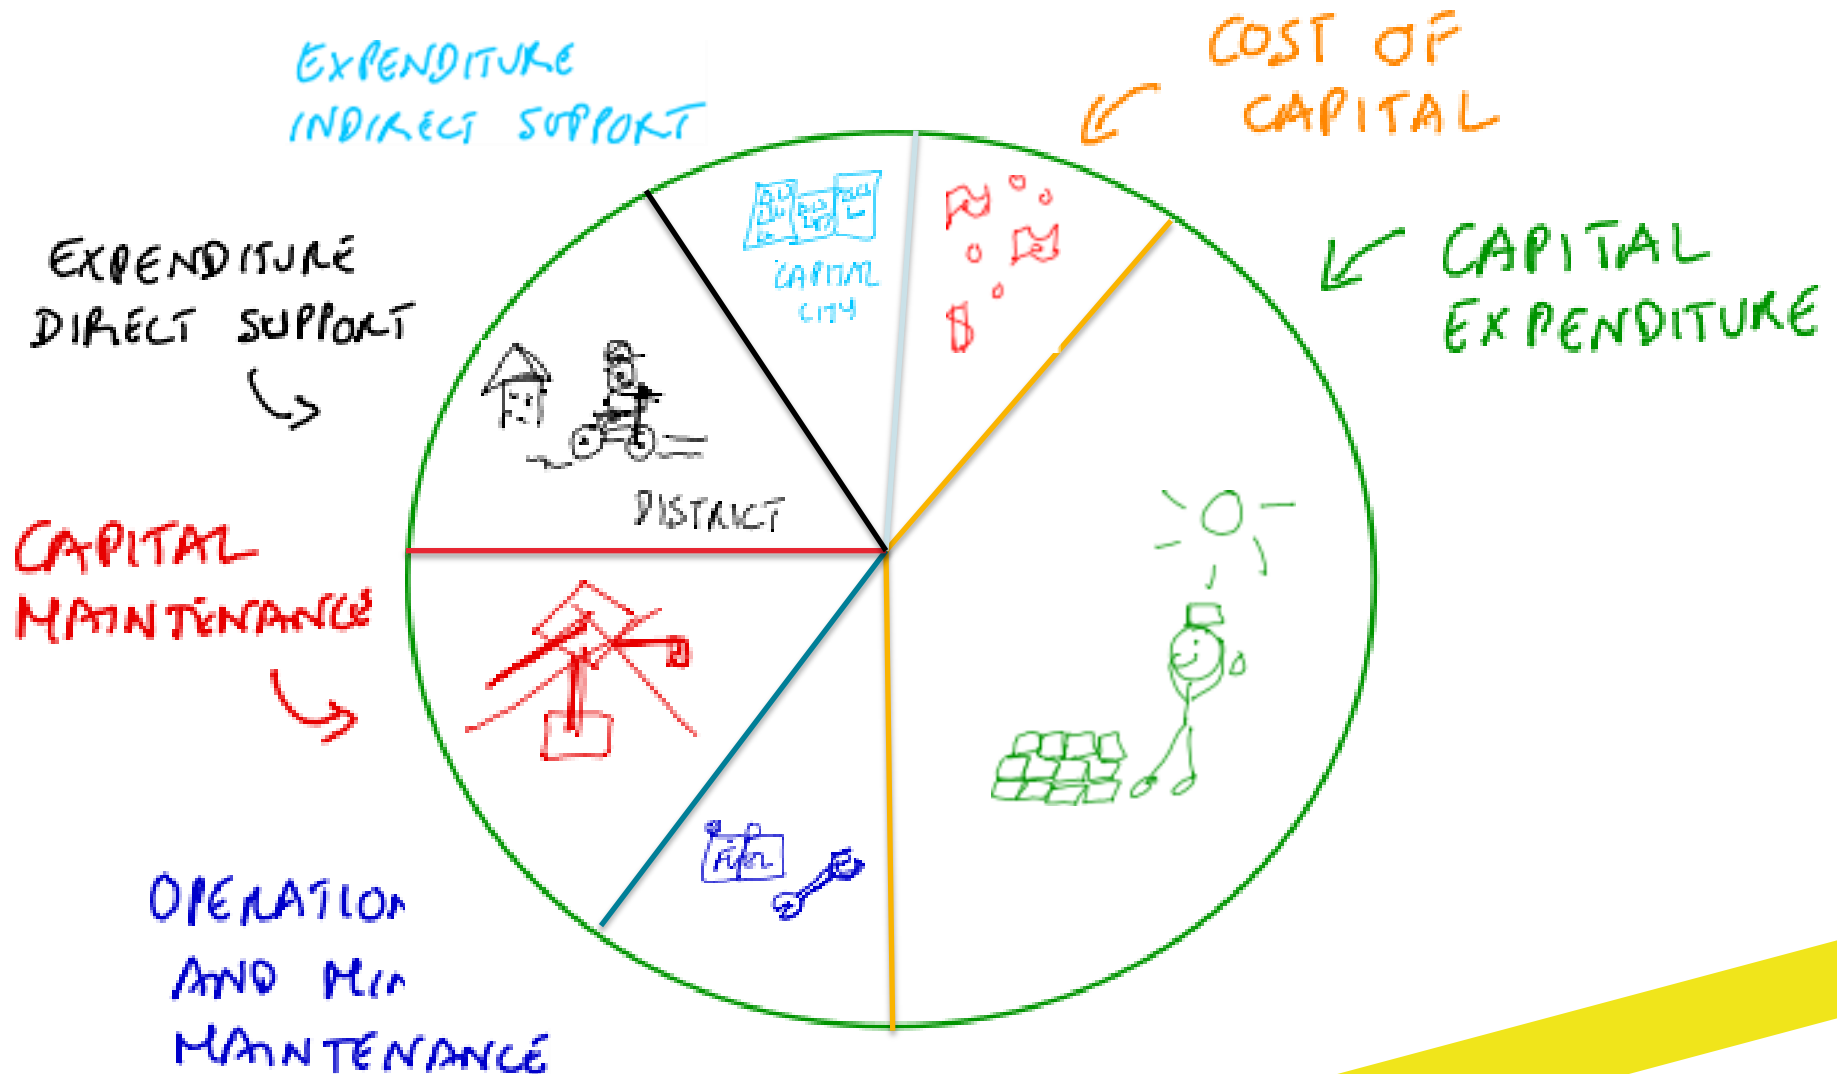 EXPENDITURE
INDIRECT SUPPORT
COST OF
CAPITAL
CAPITAL
EXPENDITURE
EXPENDITURE
DIRECT SUPPORT
CAPITAL
CITY
DISTRICT
CAPITAL
MAINTENANCE
OPERATION
AND MIN
MAINTENANCE
FUEL